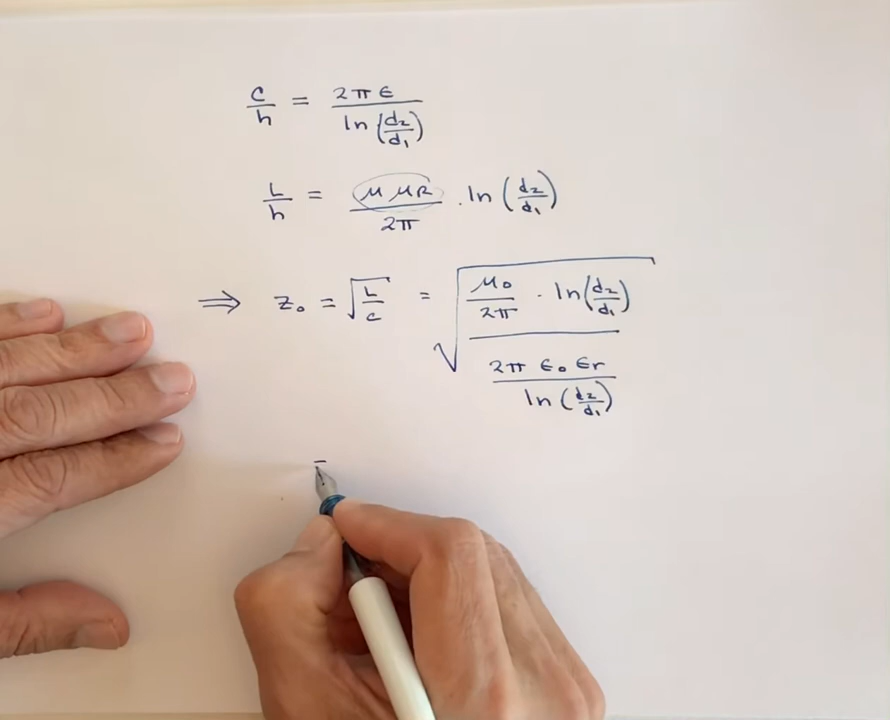 C/h = 2π ϵ / ln(d₂/d₁)
L/h = μ μR / 2π . ln(d₂/d₁)
⇒ Z₀ = √(L/C) = √((μ₀/2π · ln(d₂/d₁)) / (2π ϵ₀ ϵr / ln(d₂/d₁)))